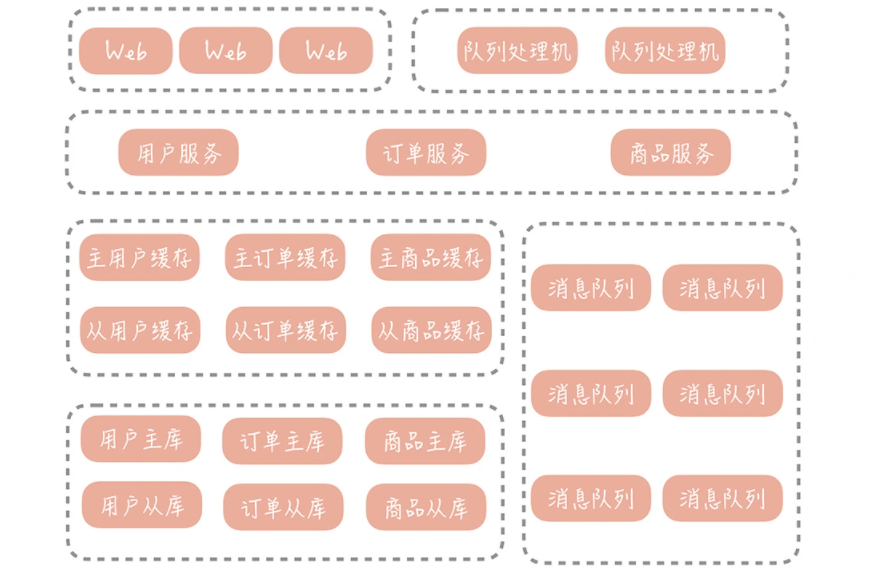 Web Web Web 队列处理机 队列处理机
用户服务 订单服务 商品服务
主用户缓存 主订单缓存 主商品缓存
从用户缓存 从订单缓存 从商品缓存
消息队列 消息队列
消息队列 消息队列
消息队列 消息队列
用户主库 订单主库 商品主库
用户从库 订单从库 商品从库